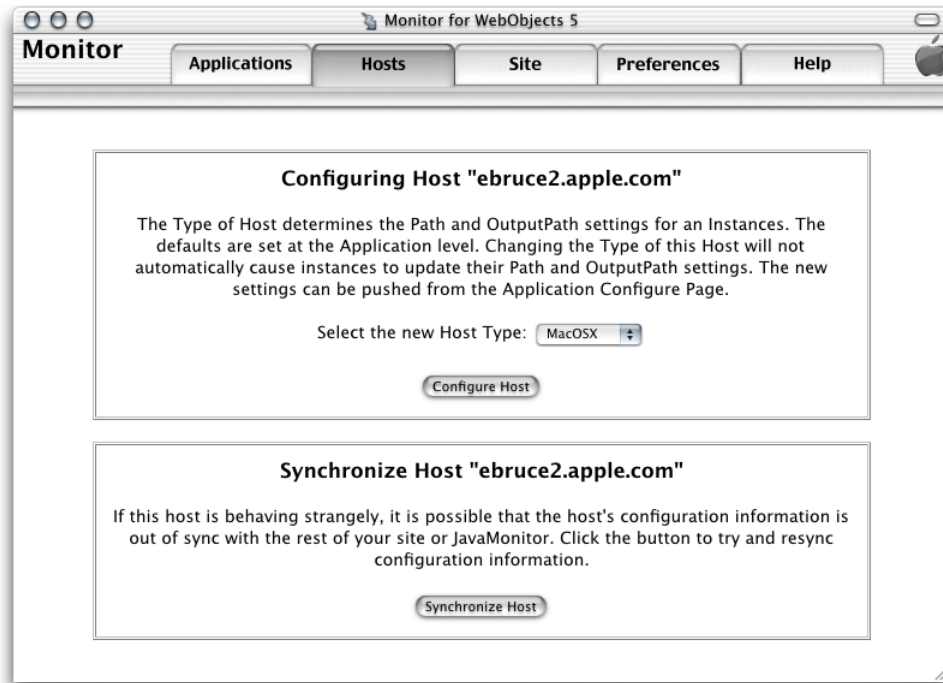 Monitor for WebObjects 5
Monitor
Applications
Hosts
Site
Preferences
Help
Configuring Host "ebruce2.apple.com"
The Type of Host determines the Path and OutputPath settings for an Instances. The
defaults are set at the Application level. Changing the Type of this Host will not
automatically cause instances to update their Path and OutputPath settings. The new
settings can be pushed from the Application Configure Page.
Select the new Host Type: MacOSX
Configure Host
Synchronize Host "ebruce2.apple.com"
If this host is behaving strangely, it is possible that the host's configuration information is
out of sync with the rest of your site or JavaMonitor. Click the button to try and resync
configuration information.
Synchronize Host